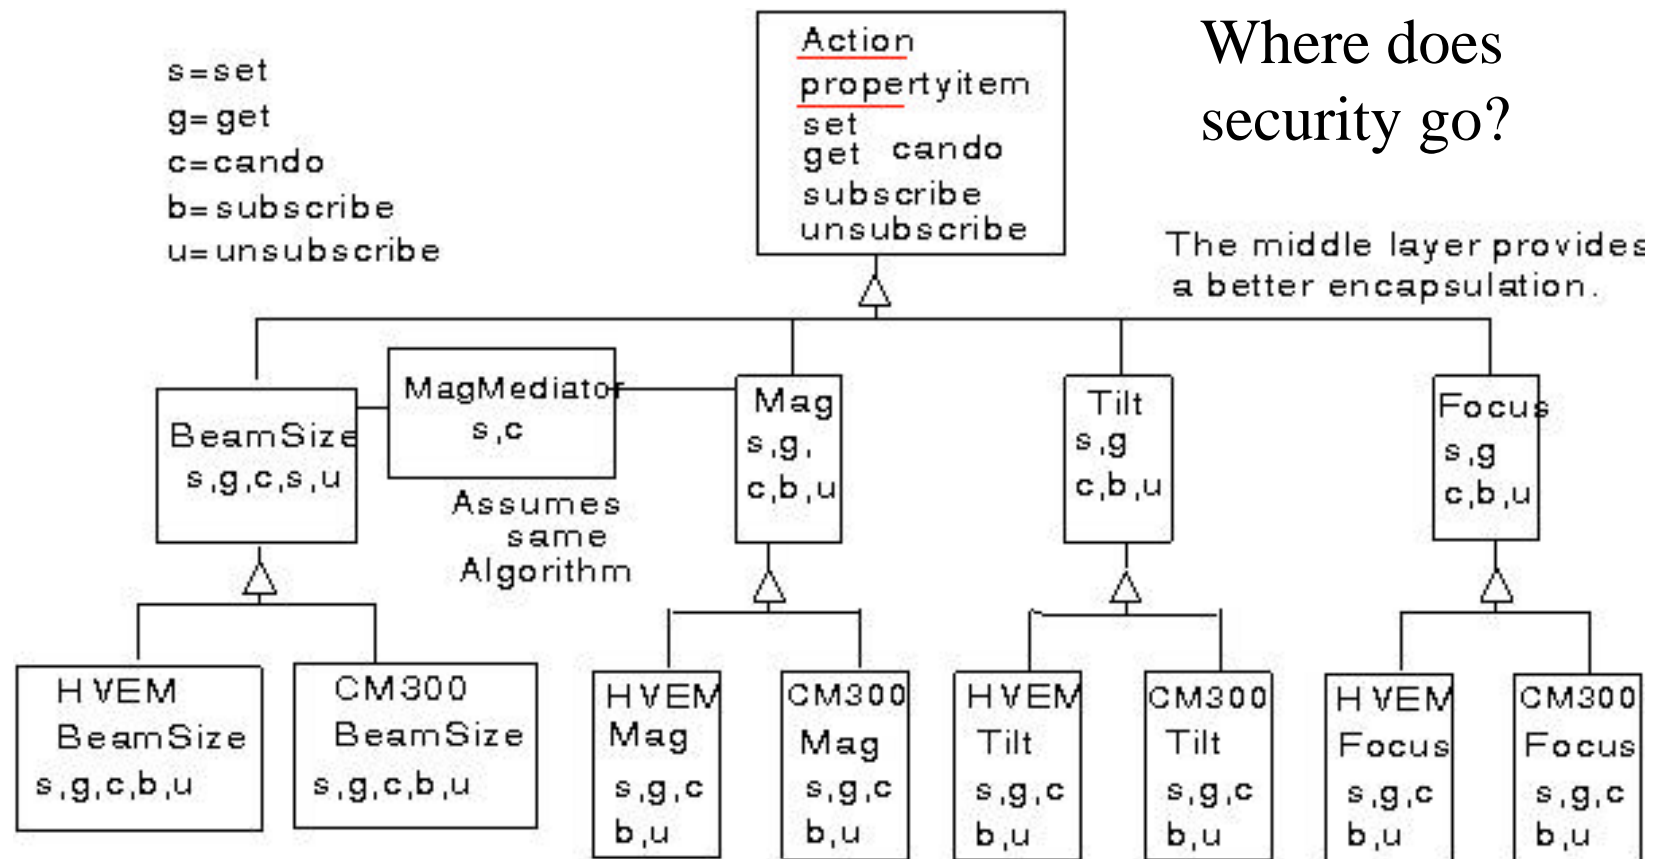 Where does
security go?
s=set
g=get
c=cando
b=subscribe
u=unsubscribe
Action
propertyitem
set
get cando
subscribe
unsubscribe
The middle layer provides
a better encapsulation.
BeamSize
s,g,c,s,u
MagMediator
s,c
Assumes
same
Algorithm
Mag
s,g,
c,b,u
Tilt
s,g
c,b,u
Focus
s,g
c,b,u
HVEM
BeamSize
s,g,c,b,u
CM300
BeamSize
s,g,c,b,u
HVEM
Mag
s,g,c
b,u
CM300
Mag
s,g,c
b,u
HVEM
Tilt
s,g,c
b,u
CM300
Tilt
s,g,c
b,u
HVEM
Focus
s,g,c
b,u
CM300
Focus
s,g,c
b,u